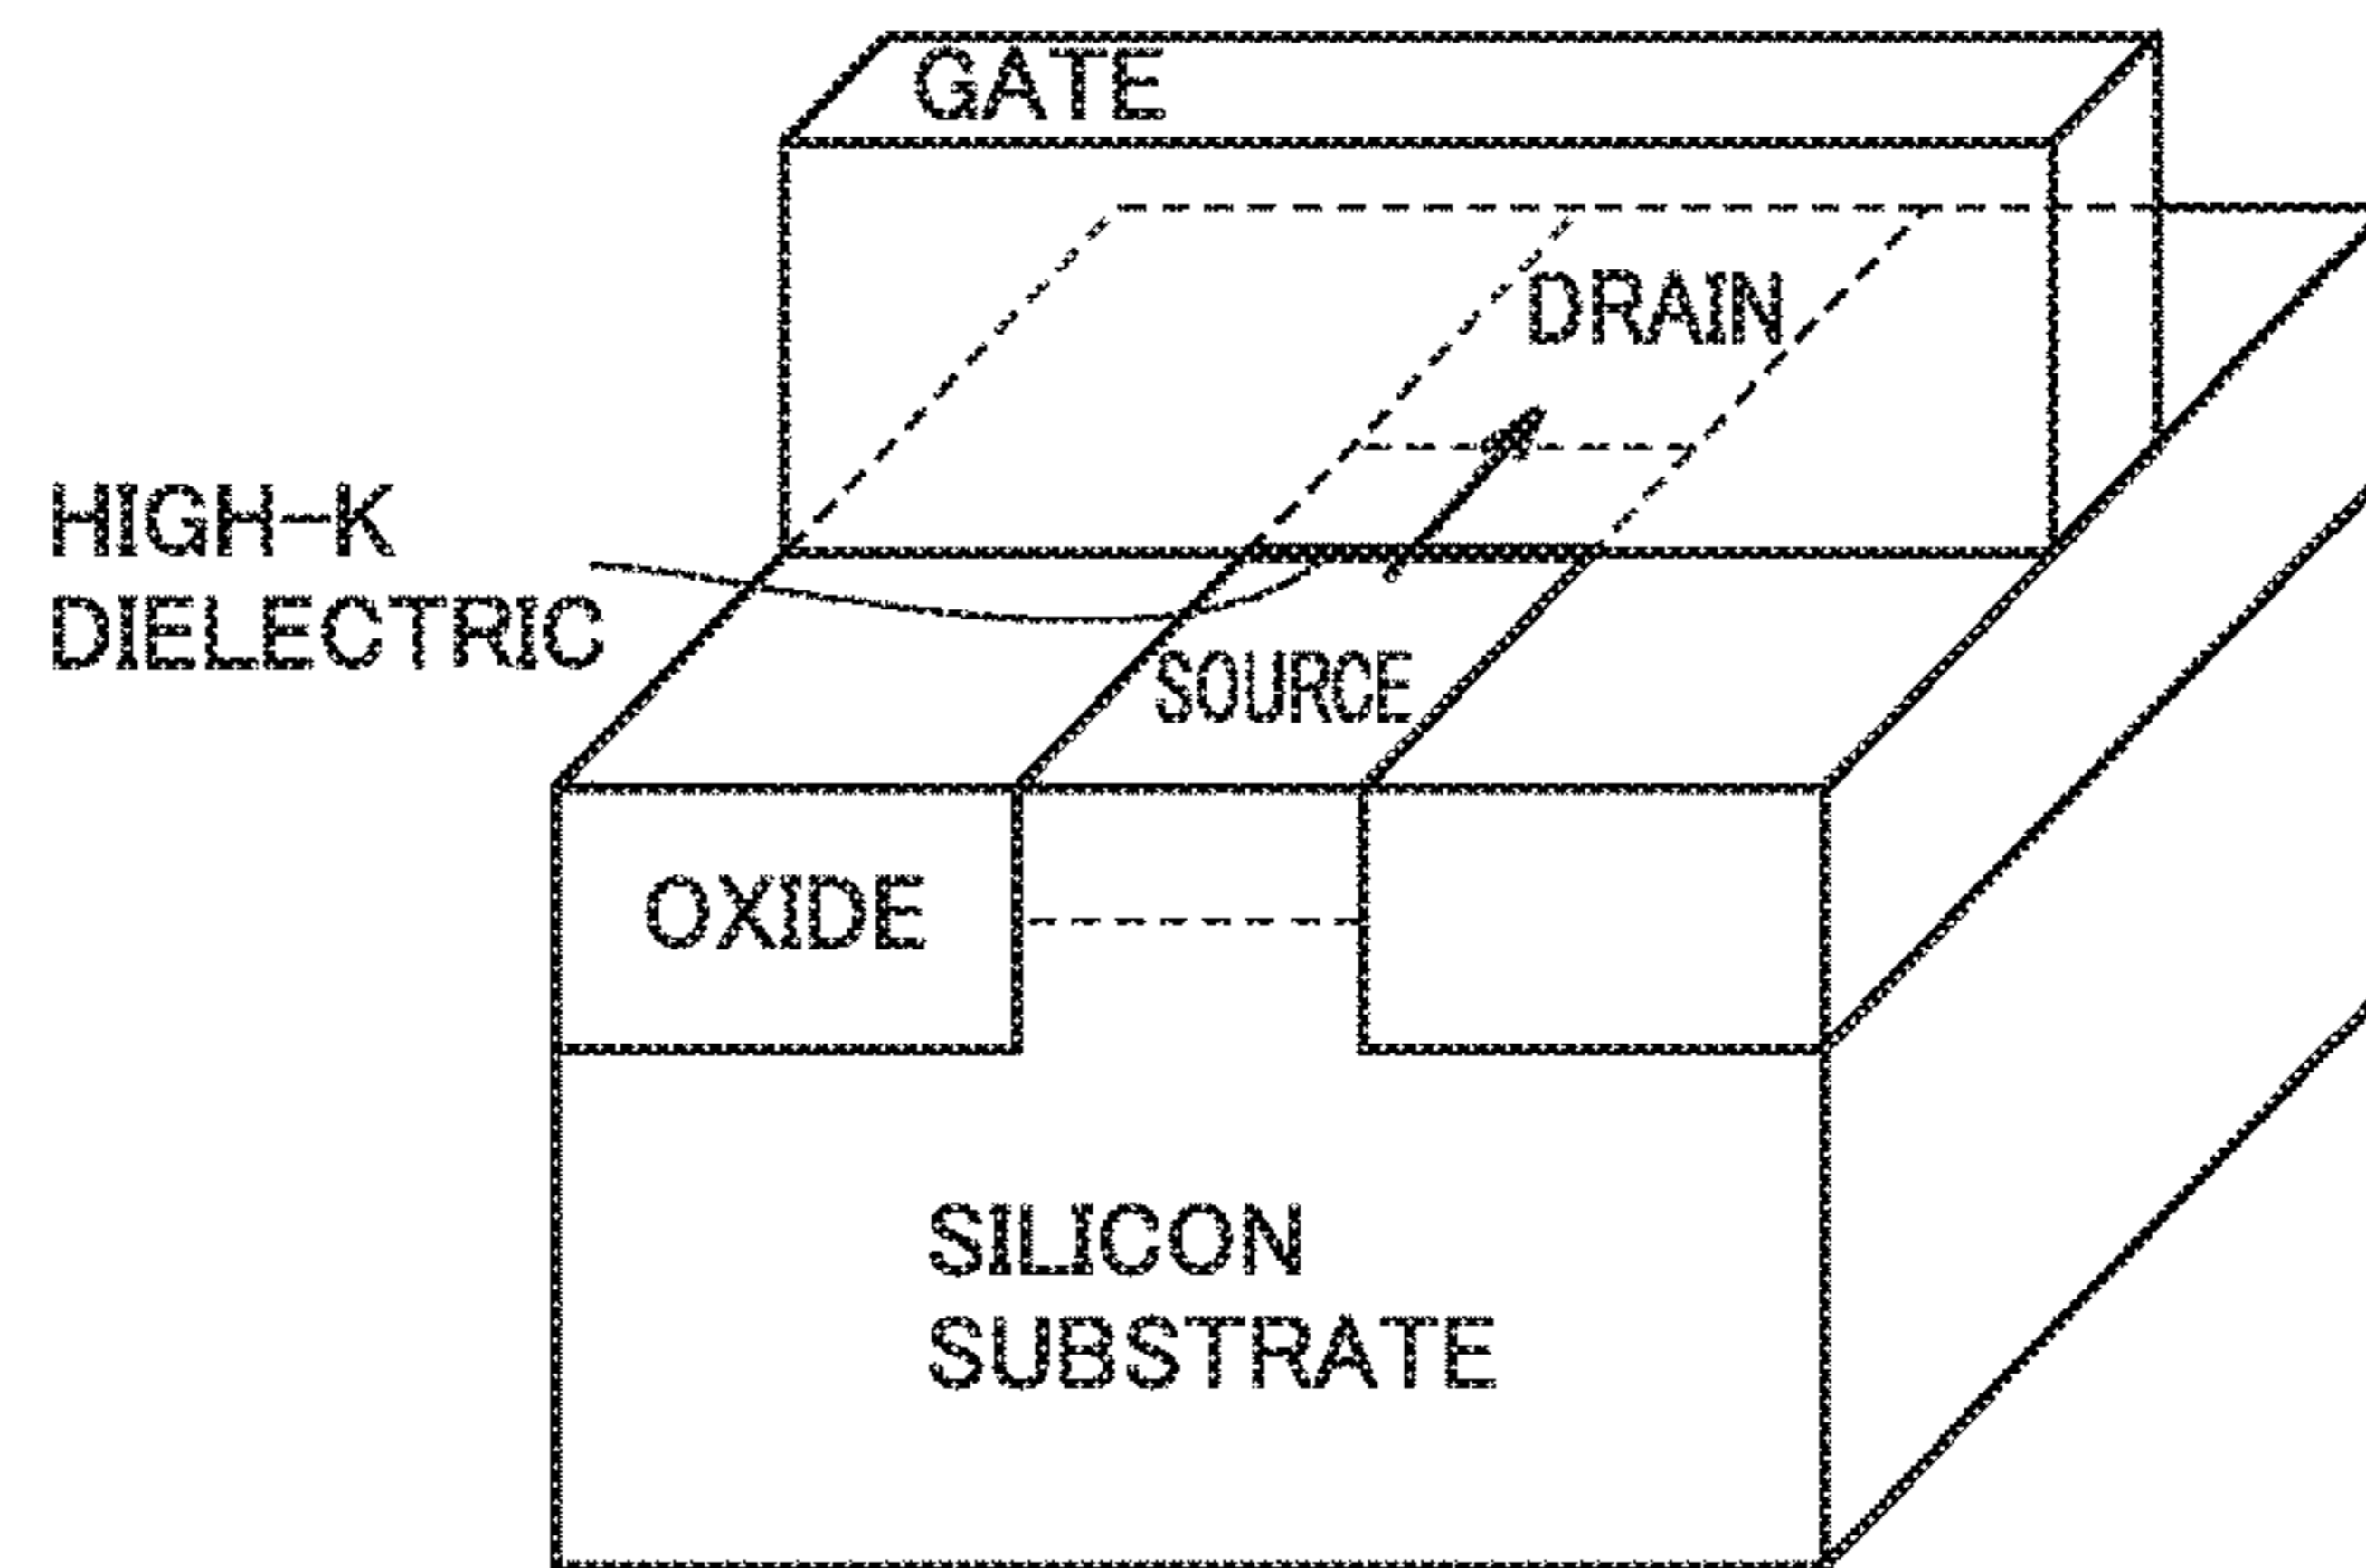 GATE
DRAIN
HIGH-K
DIELECTRIC
SOURCE
OXIDE
SILICON
SUBSTRATE